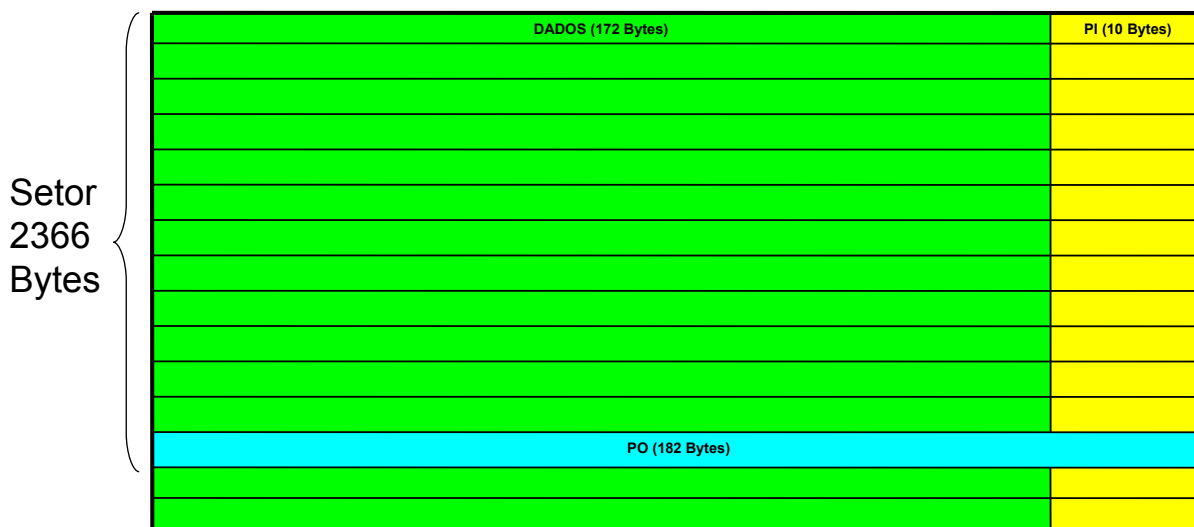 DADOS (172 Bytes)
PI (10 Bytes)
Setor
2366
Bytes
PO (182 Bytes)